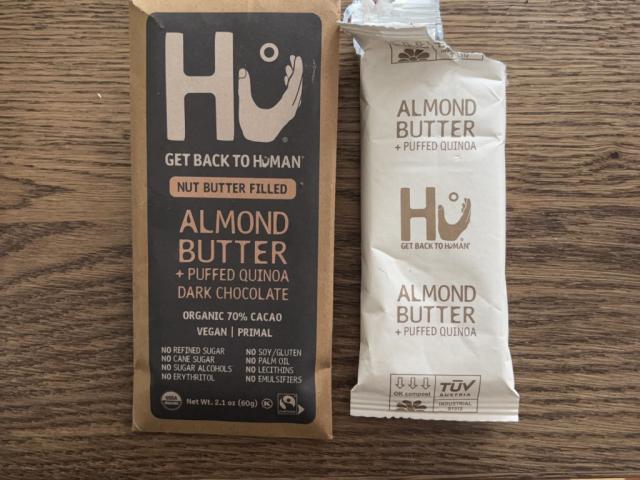 Hu
GET BACK TO HUMAN
NUT BUTTER FILLED
ALMOND
BUTTER
+ PUFFED QUINOA
DARK CHOCOLATE
ORGANIC 70% CACAO
VEGAN | PRIMAL
NO REFINED SUGAR
NO CANE SUGAR
NO SUGAR ALCOHOLS
NO ERYTHRITOL
NO SOY/GLUTEN
NO PALM OIL
NO LECITHINS
NO EMULSIFIERS
USDA
ORGANIC
Net Wt. 2.1 oz (60g)
K
FAIRTRADE
ALMOND
BUTTER
+ PUFFED QUINOA
Hu
GET BACK TO HUMAN
ALMOND
BUTTER
+ PUFFED QUINOA
OK compost
TÜV
AUSTRIA
INDUSTRIAL